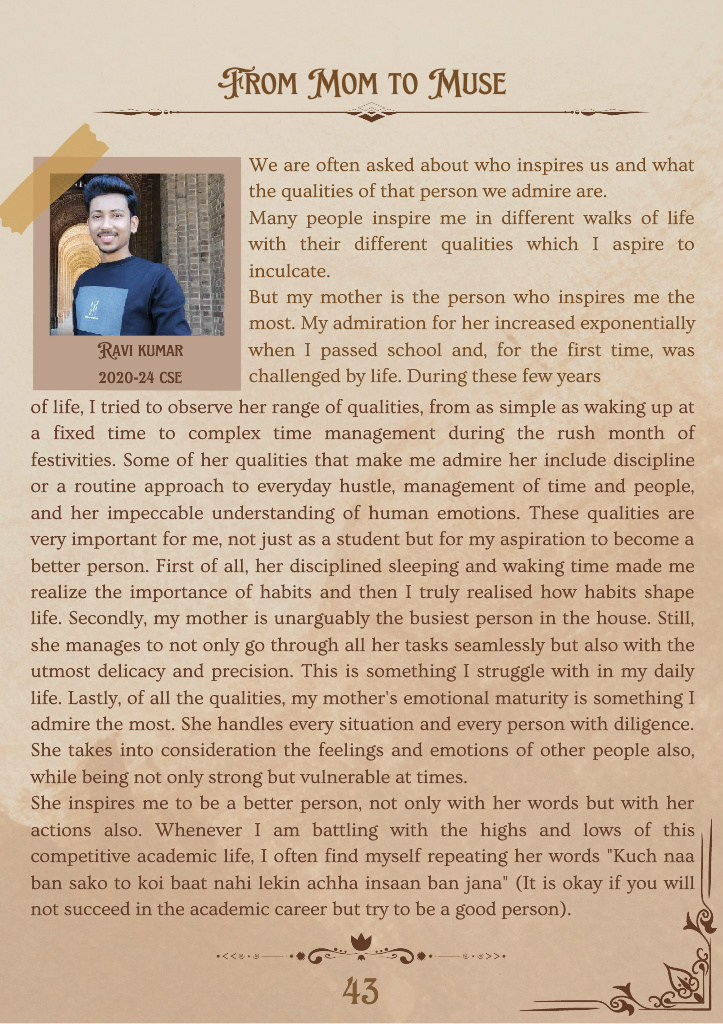 From Mom to Muse
We are often asked about who inspires us and what
the qualities of that person we admire are.
Many people inspire me in different walks of life
with their different qualities which I aspire to
inculcate.
But my mother is the person who inspires me the
most. My admiration for her increased exponentially
when I passed school and, for the first time, was
challenged by life. During these few years
Ravi kumar
2020-24 CSE
of life, I tried to observe her range of qualities, from as simple as waking up at
a fixed time to complex time management during the rush month of
festivities. Some of her qualities that make me admire her include discipline
or a routine approach to everyday hustle, management of time and people,
and her impeccable understanding of human emotions. These qualities are
very important for me, not just as a student but for my aspiration to become a
better person. First of all, her disciplined sleeping and waking time made me
realize the importance of habits and then I truly realised how habits shape
life. Secondly, my mother is unarguably the busiest person in the house. Still,
she manages to not only go through all her tasks seamlessly but also with the
utmost delicacy and precision. This is something I struggle with in my daily
life. Lastly, of all the qualities, my mother's emotional maturity is something I
admire the most. She handles every situation and every person with diligence.
She takes into consideration the feelings and emotions of other people also,
while being not only strong but vulnerable at times.
She inspires me to be a better person, not only with her words but with her
actions also. Whenever I am battling with the highs and lows of this
competitive academic life, I often find myself repeating her words "Kuch naa
ban sako to koi baat nahi lekin achha insaan ban jana" (It is okay if you will
not succeed in the academic career but try to be a good person).
43